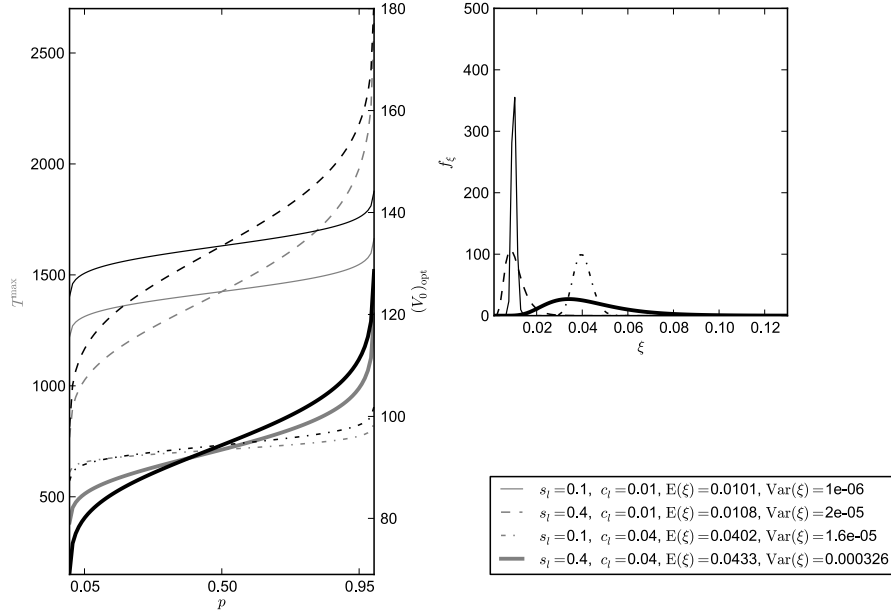 2500
2000
1500
1000
500
T^max
0.05
0.50
0.95
p
180
160
140
120
100
80
(V_0)_opt
500
400
300
200
100
0
f_ξ
0.02
0.04
0.06
0.08
0.10
0.12
ξ
s_l=0.1, c_l=0.01, E(ξ)=0.0101, Var(ξ)=1e-06
s_l=0.4, c_l=0.01, E(ξ)=0.0108, Var(ξ)=2e-05
s_l=0.1, c_l=0.04, E(ξ)=0.0402, Var(ξ)=1.6e-05
s_l=0.4, c_l=0.04, E(ξ)=0.0433, Var(ξ)=0.000326